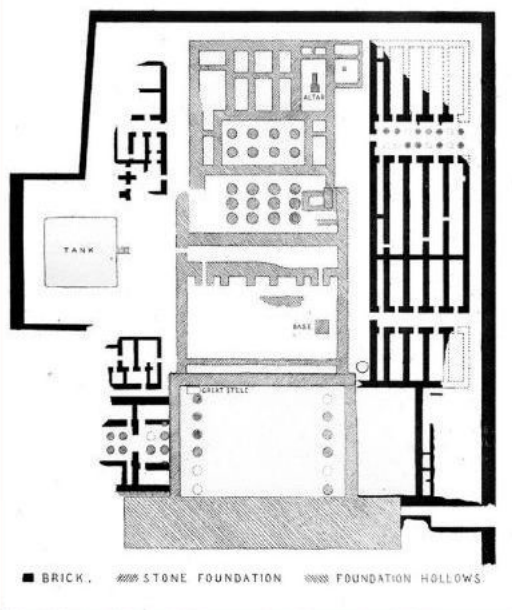 ALTAR
TANK
BASE
GREAT STELE
BRICK. STONE FOUNDATION FOUNDATION HOLLOWS.